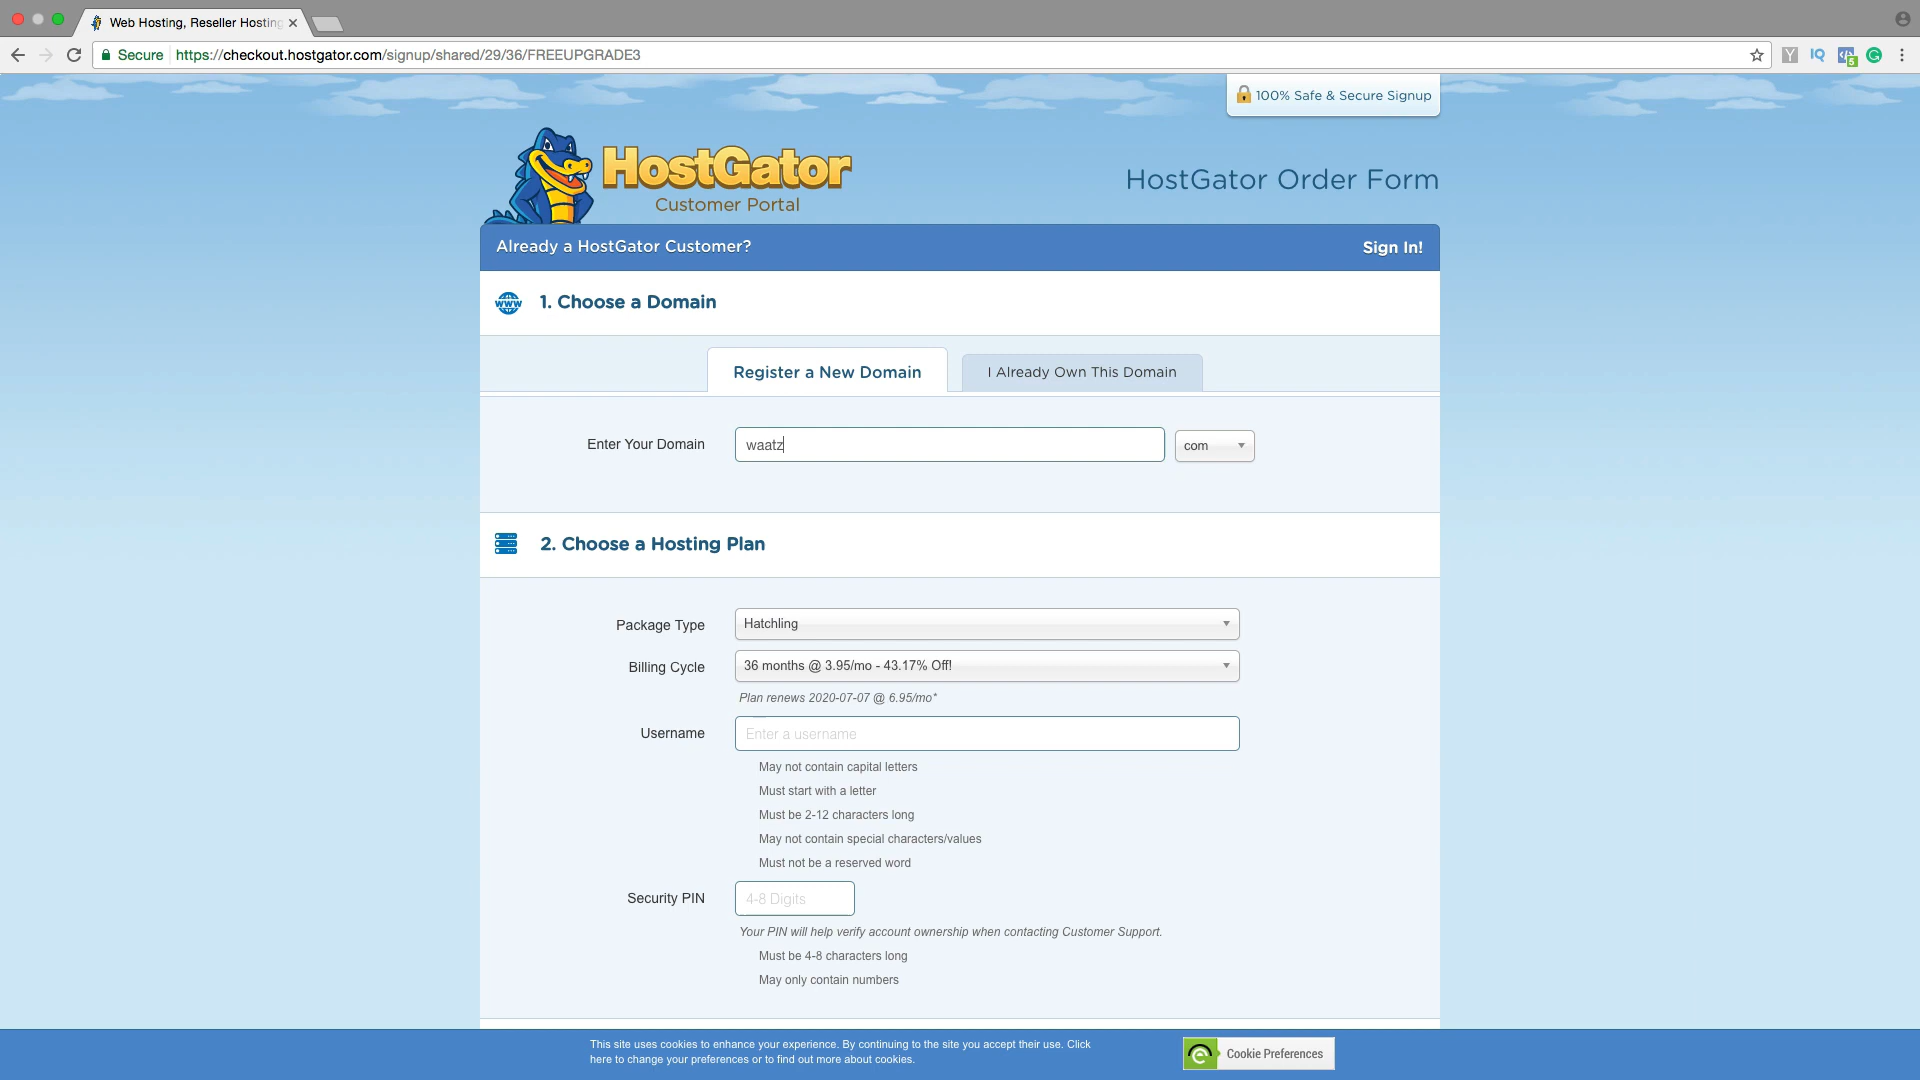 Web Hosting, Reseller Hosting
Secure https://checkout.hostgator.com/signup/shared/29/36/FREEUPGRADE3
100% Safe & Secure Signup
HostGator
Customer Portal
HostGator Order Form
Already a HostGator Customer? Sign In!
WWW 1. Choose a Domain
Register a New Domain I Already Own This Domain
Enter Your Domain waatz com
2. Choose a Hosting Plan
Package Type Hatchling
Billing Cycle 36 months @ 3.95/mo - 43.17% Off!
Plan renews 2020-07-07 @ 6.95/mo*
Username Enter a username
May not contain capital letters
Must start with a letter
Must be 2-12 characters long
May not contain special characters/values
Must not be a reserved word
Security PIN 4-8 Digits
Your PIN will help verify account ownership when contacting Customer Support.
Must be 4-8 characters long
May only contain numbers
This site uses cookies to enhance your experience. By continuing to the site you accept their use. Click
here to change your preferences or to find out more about cookies.
Cookie Preferences